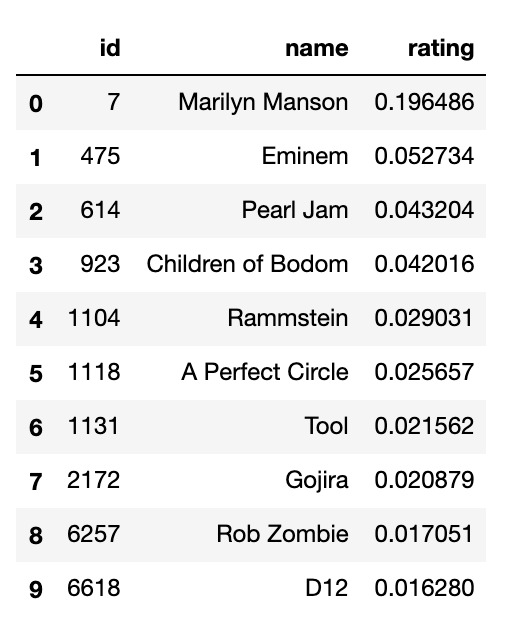 id name rating
0 7 Marilyn Manson 0.196486
1 475 Eminem 0.052734
2 614 Pearl Jam 0.043204
3 923 Children of Bodom 0.042016
4 1104 Rammstein 0.029031
5 1118 A Perfect Circle 0.025657
6 1131 Tool 0.021562
7 2172 Gojira 0.020879
8 6257 Rob Zombie 0.017051
9 6618 D12 0.016280